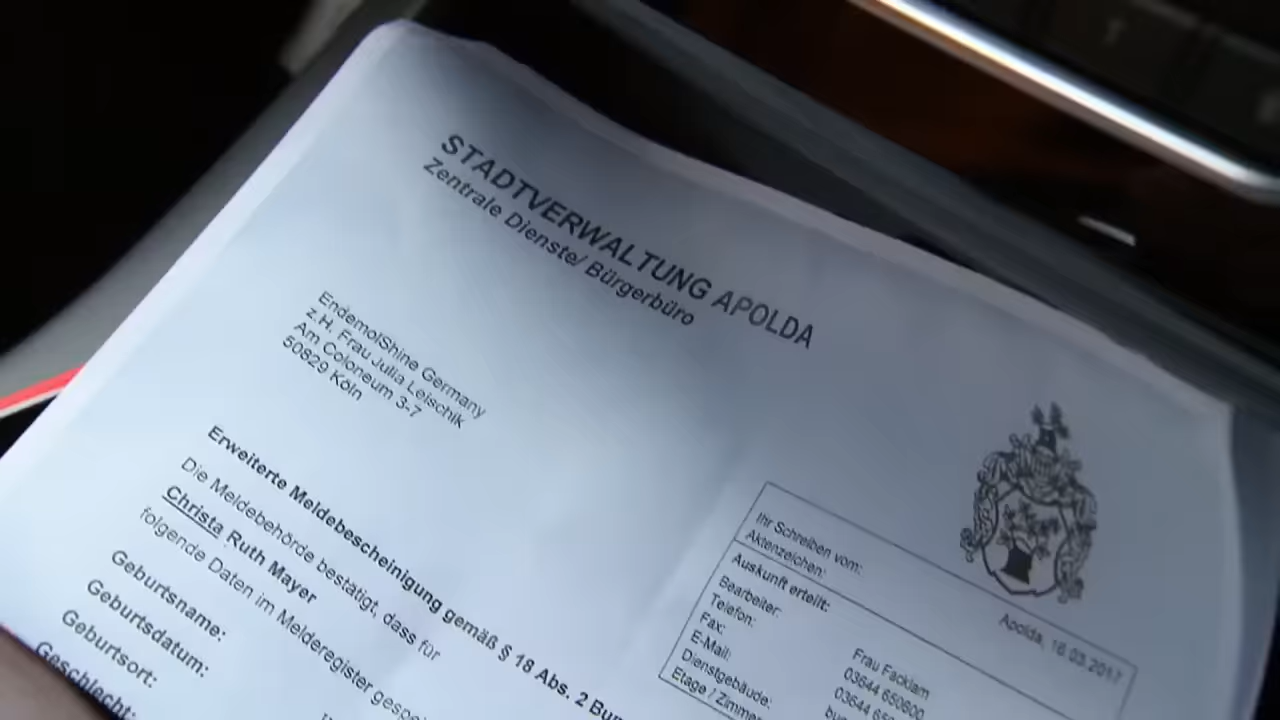 STADTVERWALTUNG APOLDA
Zentrale Dienste/ Bürgerbüro
EndemolShine Germany
z.H. Frau Julia Leischik
Am Coloneum 3-7
50829 Köln
Ihr Schreiben vom:
Aktenzeichen:
Apolda, 16.03.2017
Auskunft erteilt:
Bearbeiter: Frau Facklam
Telefon: 03644 650600
Fax: 03644
E-Mail:
Dienstgebäude:
Etage / Zimmer
Erweiterte Meldebescheinigung gemäß § 18 Abs. 2
Die Meldebehörde bestätigt, dass für
Christa Ruth Mayer
folgende Daten im Melderegister
Geburtsname:
Geburtsdatum:
Geburtsort:
Geschlecht: